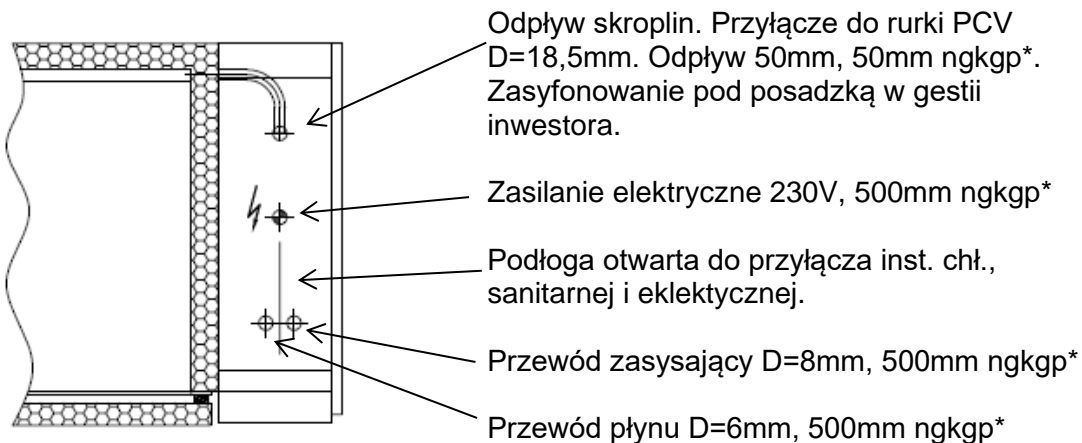 Odpływ skroplin. Przyłącze do rurki PCV
D=18,5mm. Odpływ 50mm, 50mm ngkgp*.
Zasyfonowanie pod posadzką w gestii
inwestora.
Zasilanie elektryczne 230V, 500mm ngkgp*
Podłoga otwarta do przyłącza inst. chł.,
sanitarnej i eklektycznej.
Przewód zasysający D=8mm, 500mm ngkgp*
Przewód płynu D=6mm, 500mm ngkgp*